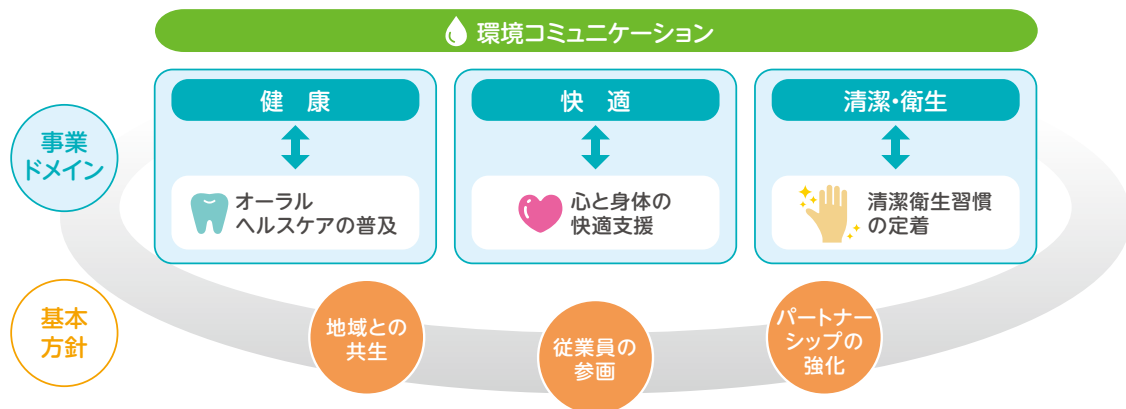 環境コミュニケーション
事業
ドメイン
健 康
オーラル
ヘルスケアの普及
快 適
心と身体の
快適支援
清潔・衛生
清潔衛生習慣
の定着
基本
方針
地域との
共生
従業員の
参画
パートナー
シップの
強化